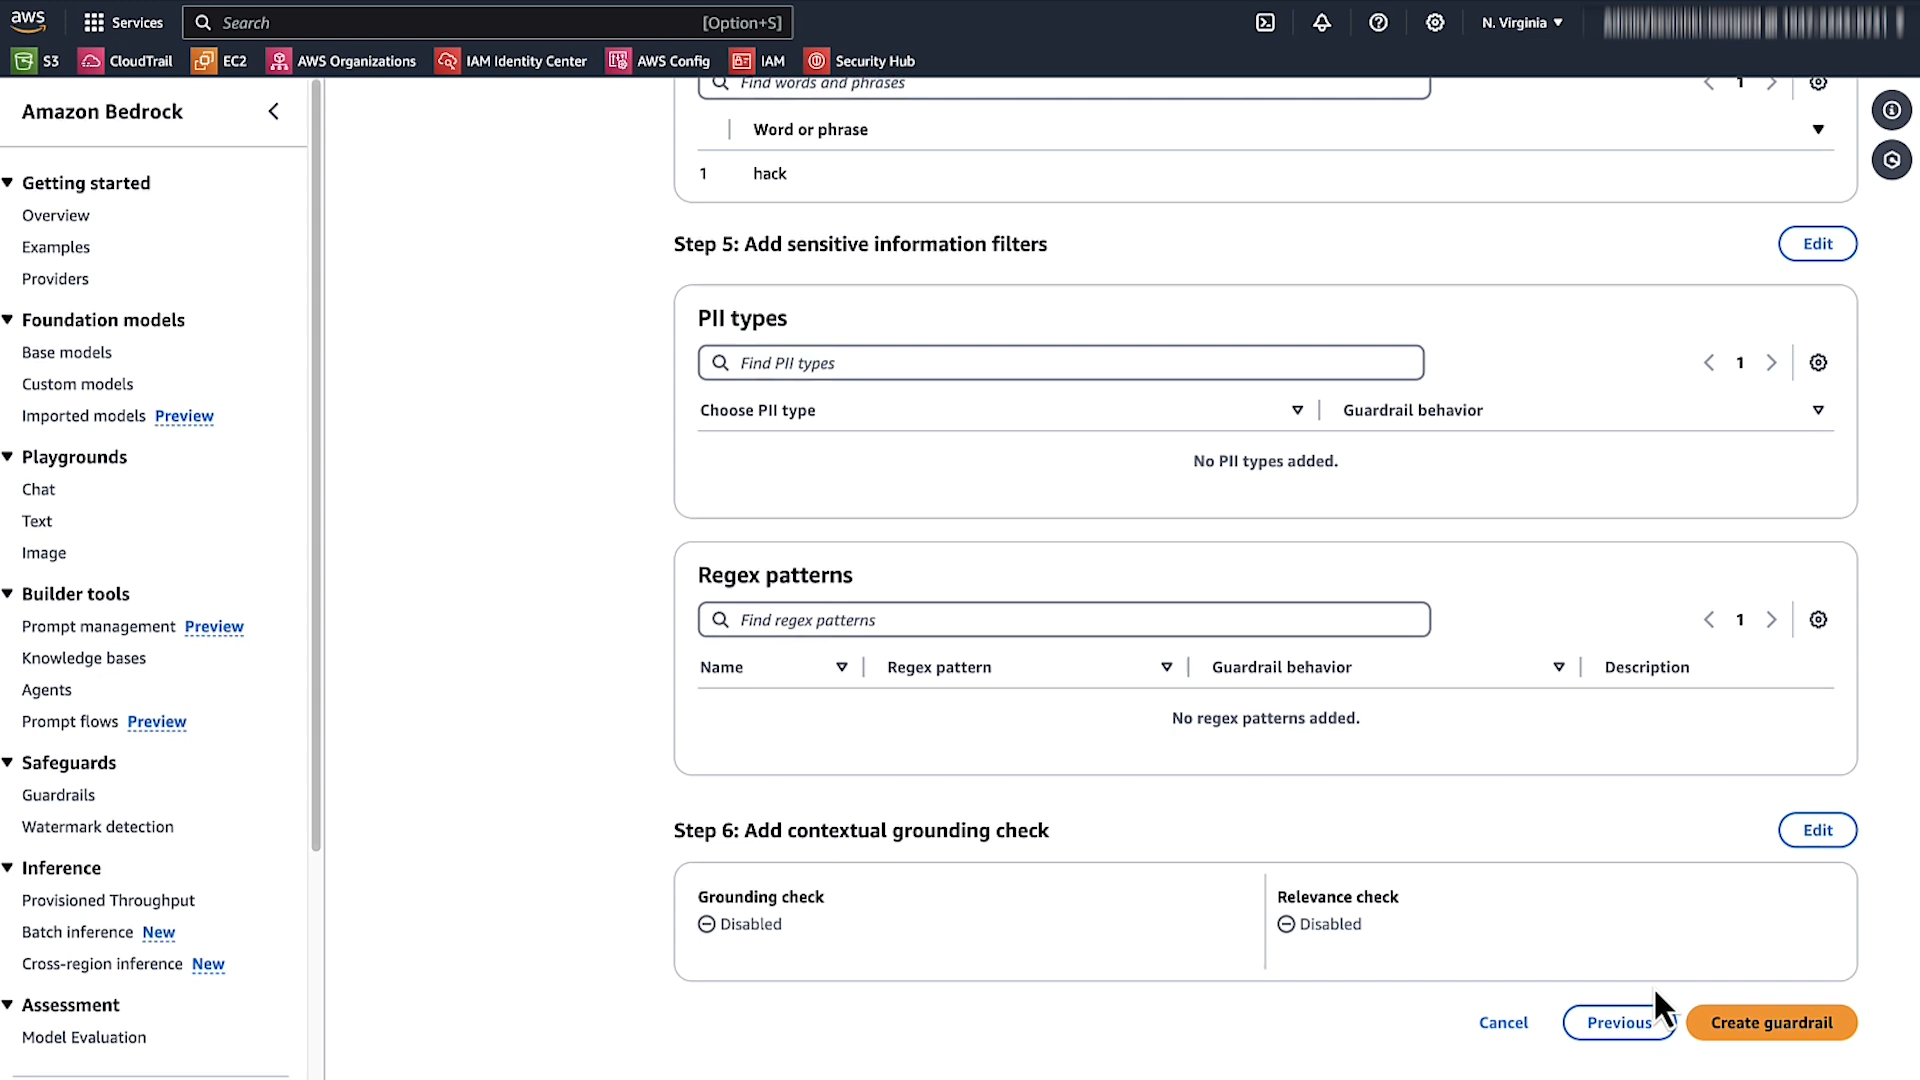 aws
Services
Search
[Option+S]
N. Virginia
S3
CloudTrail
EC2
AWS Organizations
IAM Identity Center
AWS Config
IAM
Security Hub
Amazon Bedrock
Getting started
Overview
Examples
Providers
Foundation models
Base models
Custom models
Imported models Preview
Playgrounds
Chat
Text
Image
Builder tools
Prompt management Preview
Knowledge bases
Agents
Prompt flows Preview
Safeguards
Guardrails
Watermark detection
Inference
Provisioned Throughput
Batch inference New
Cross-region inference New
Assessment
Model Evaluation
Find words and phrases
1
Word or phrase
1 hack
Step 5: Add sensitive information filters
Edit
PII types
Find PII types
1
Choose PII type
Guardrail behavior
No PII types added.
Regex patterns
Find regex patterns
1
Name
Regex pattern
Guardrail behavior
Description
No regex patterns added.
Step 6: Add contextual grounding check
Edit
Grounding check
Disabled
Relevance check
Disabled
Cancel
Previous
Create guardrail